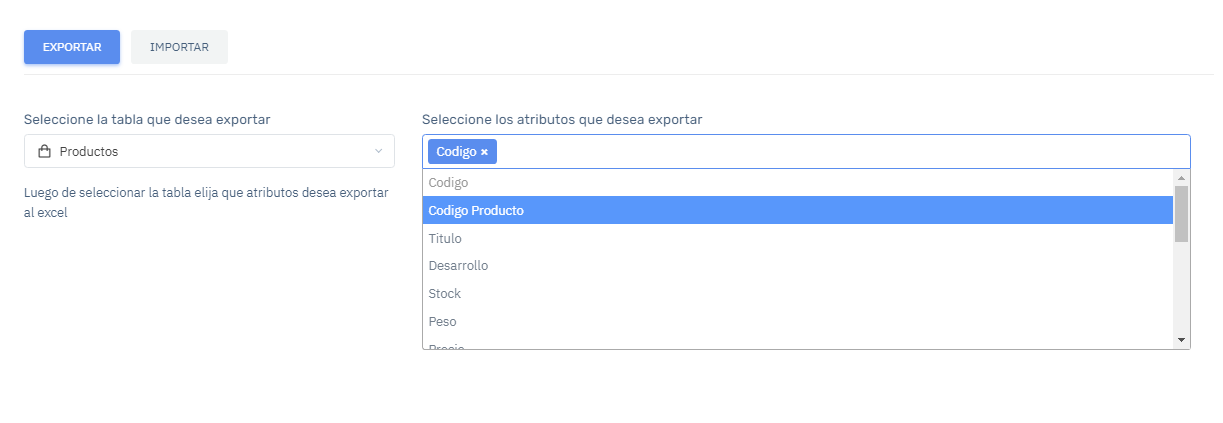 EXPORTAR
IMPORTAR
Seleccione la tabla que desea exportar
Productos
Luego de seleccionar la tabla elija que atributos desea exportar
al excel
Seleccione los atributos que desea exportar
Codigo ×
Codigo
Codigo Producto
Titulo
Desarrollo
Stock
Peso
Precio